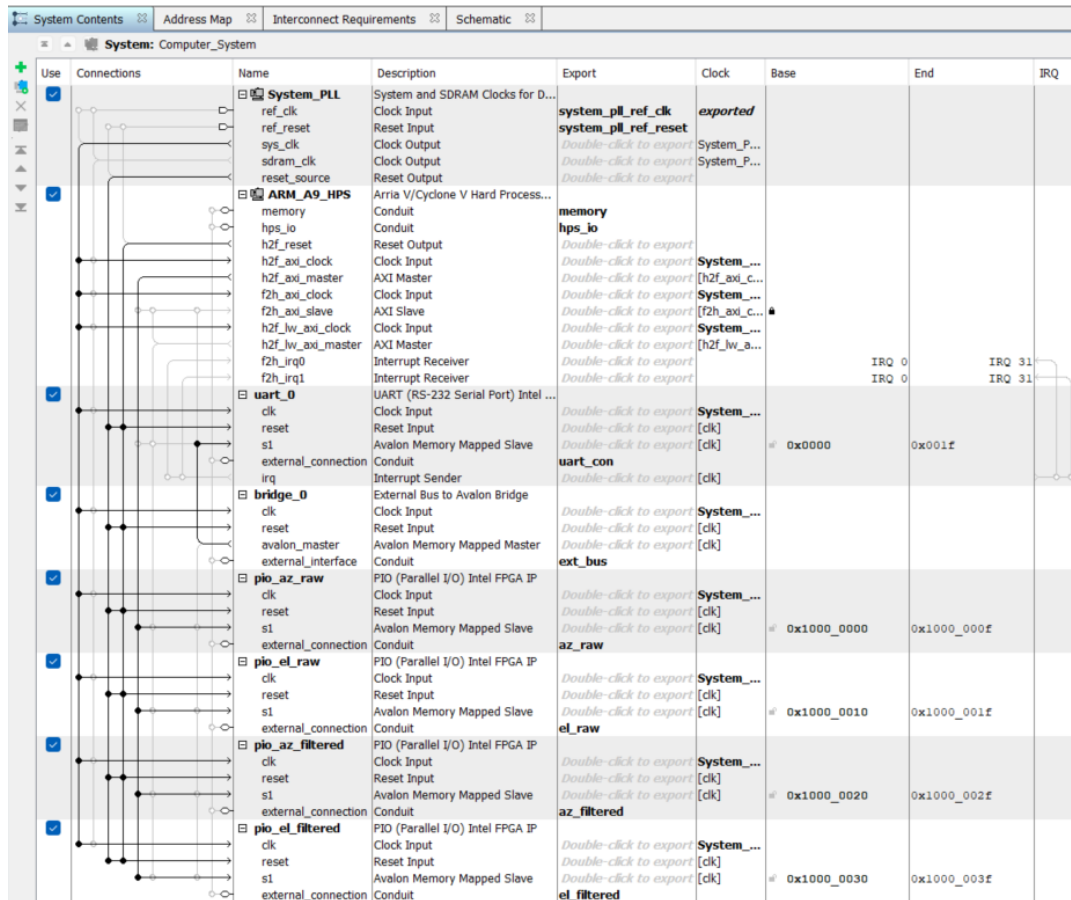 System Contents Address Map Interconnect Requirements Schematic
System: Computer_System
Use Connections Name Description Export Clock Base End IRQ
System_PLL System and SDRAM Clocks for D...
ref_clk Clock Input system_pll_ref_clk exported
ref_reset Reset Input system_pll_ref_reset
sys_clk Clock Output Double-click to export System_P...
sdram_clk Clock Output Double-click to export System_P...
reset_source Reset Output Double-click to export
ARM_A9_HPS Arria V/Cyclone V Hard Process...
memory Conduit memory
hps_io Conduit hps_io
h2f_reset Reset Output Double-click to export
h2f_axi_clock Clock Input Double-click to export System_...
h2f_axi_master AXI Master Double-click to export [h2f_axi_c...
f2h_axi_clock Clock Input Double-click to export System_...
f2h_axi_slave AXI Slave Double-click to export [f2h_axi_c...
h2f_lw_axi_clock Clock Input Double-click to export System_...
h2f_lw_axi_master AXI Master Double-click to export [h2f_lw_a...
f2h_irq0 Interrupt Receiver Double-click to export IRQ 0 IRQ 31
f2h_irq1 Interrupt Receiver Double-click to export IRQ 0 IRQ 31
uart_0 UART (RS-232 Serial Port) Intel ...
clk Clock Input Double-click to export System_...
reset Reset Input Double-click to export [clk]
s1 Avalon Memory Mapped Slave Double-click to export [clk] 0x0000 0x001f
external_connection Conduit uart_con
irq Interrupt Sender Double-click to export [clk]
bridge_0 External Bus to Avalon Bridge
clk Clock Input Double-click to export System_...
reset Reset Input Double-click to export [clk]
avalon_master Avalon Memory Mapped Master Double-click to export [clk]
external_interface Conduit ext_bus
pio_az_raw PIO (Parallel I/O) Intel FPGA IP
clk Clock Input Double-click to export System_...
reset Reset Input Double-click to export [clk]
s1 Avalon Memory Mapped Slave Double-click to export [clk] 0x1000_0000 0x1000_000f
external_connection Conduit az_raw
pio_el_raw PIO (Parallel I/O) Intel FPGA IP
clk Clock Input Double-click to export System_...
reset Reset Input Double-click to export [clk]
s1 Avalon Memory Mapped Slave Double-click to export [clk] 0x1000_0010 0x1000_001f
external_connection Conduit el_raw
pio_az_filtered PIO (Parallel I/O) Intel FPGA IP
clk Clock Input Double-click to export System_...
reset Reset Input Double-click to export [clk]
s1 Avalon Memory Mapped Slave Double-click to export [clk] 0x1000_0020 0x1000_002f
external_connection Conduit az_filtered
pio_el_filtered PIO (Parallel I/O) Intel FPGA IP
clk Clock Input Double-click to export System_...
reset Reset Input Double-click to export [clk]
s1 Avalon Memory Mapped Slave Double-click to export [clk] 0x1000_0030 0x1000_003f
external_connection Conduit el_filtered